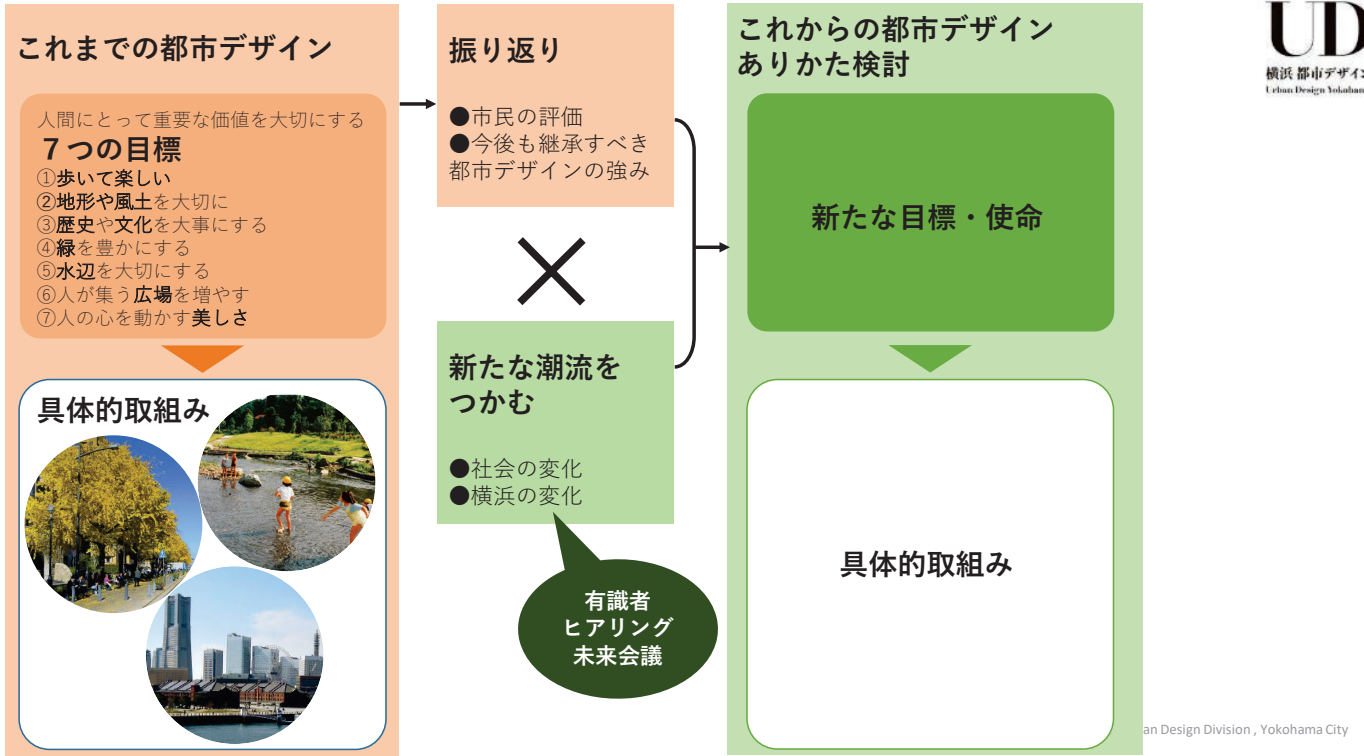 これまでの都市デザイン
人間にとって重要な価値を大切にする
７つの目標
①歩いて楽しい
②地形や風土を大切に
③歴史や文化を大事にする
④緑を豊かにする
⑤水辺を大切にする
⑥人が集う広場を増やす
⑦人の心を動かす美しさ
具体的取組み
振り返り
●市民の評価
●今後も継承すべき
都市デザインの強み
新たな潮流を
つかむ
●社会の変化
●横浜の変化
有識者
ヒアリング
未来会議
これからの都市デザイン
ありかた検討
新たな目標・使命
具体的取組み
UD
横浜 都市デザイン
Urban Design Yokoham
an Design Division , Yokohama City